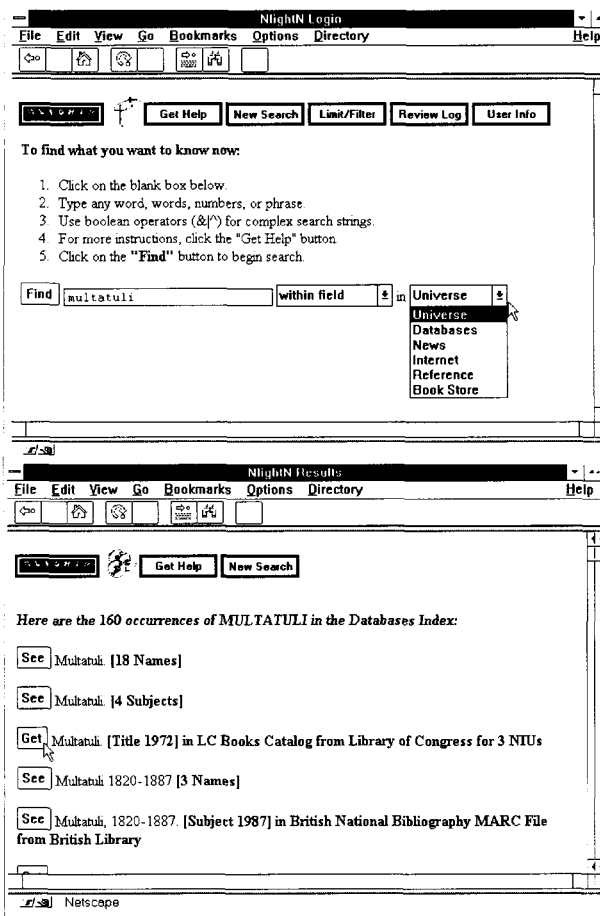 NlightN Login
File Edit View Go Bookmarks Options Directory Help
NLIGHTN Get Help New Search Limit/Filter Review Log User Info
To find what you want to know now:
1. Click on the blank box below.
2. Type any word, words, numbers, or phrase.
3. Use boolean operators (&|^) for complex search strings.
4. For more instructions, click the "Get Help" button
5. Click on the "Find" button to begin search.
Find multatuli within field in Universe
Universe
Databases
News
Internet
Reference
Book Store
NlightN Results
File Edit View Go Bookmarks Options Directory Help
NLIGHTN Get Help New Search
Here are the 160 occurrences of MULTATULI in the Databases Index:
See Multatuli. [18 Names]
See Multatuli. [4 Subjects]
Get Multatuli. [Title 1972] in LC Books Catalog from Library of Congress for 3 NIUs
See Multatuli 1820-1887 [3 Names]
See Multatuli, 1820-1887. [Subject 1987] in British National Bibliography MARC File
from British Library
Netscape